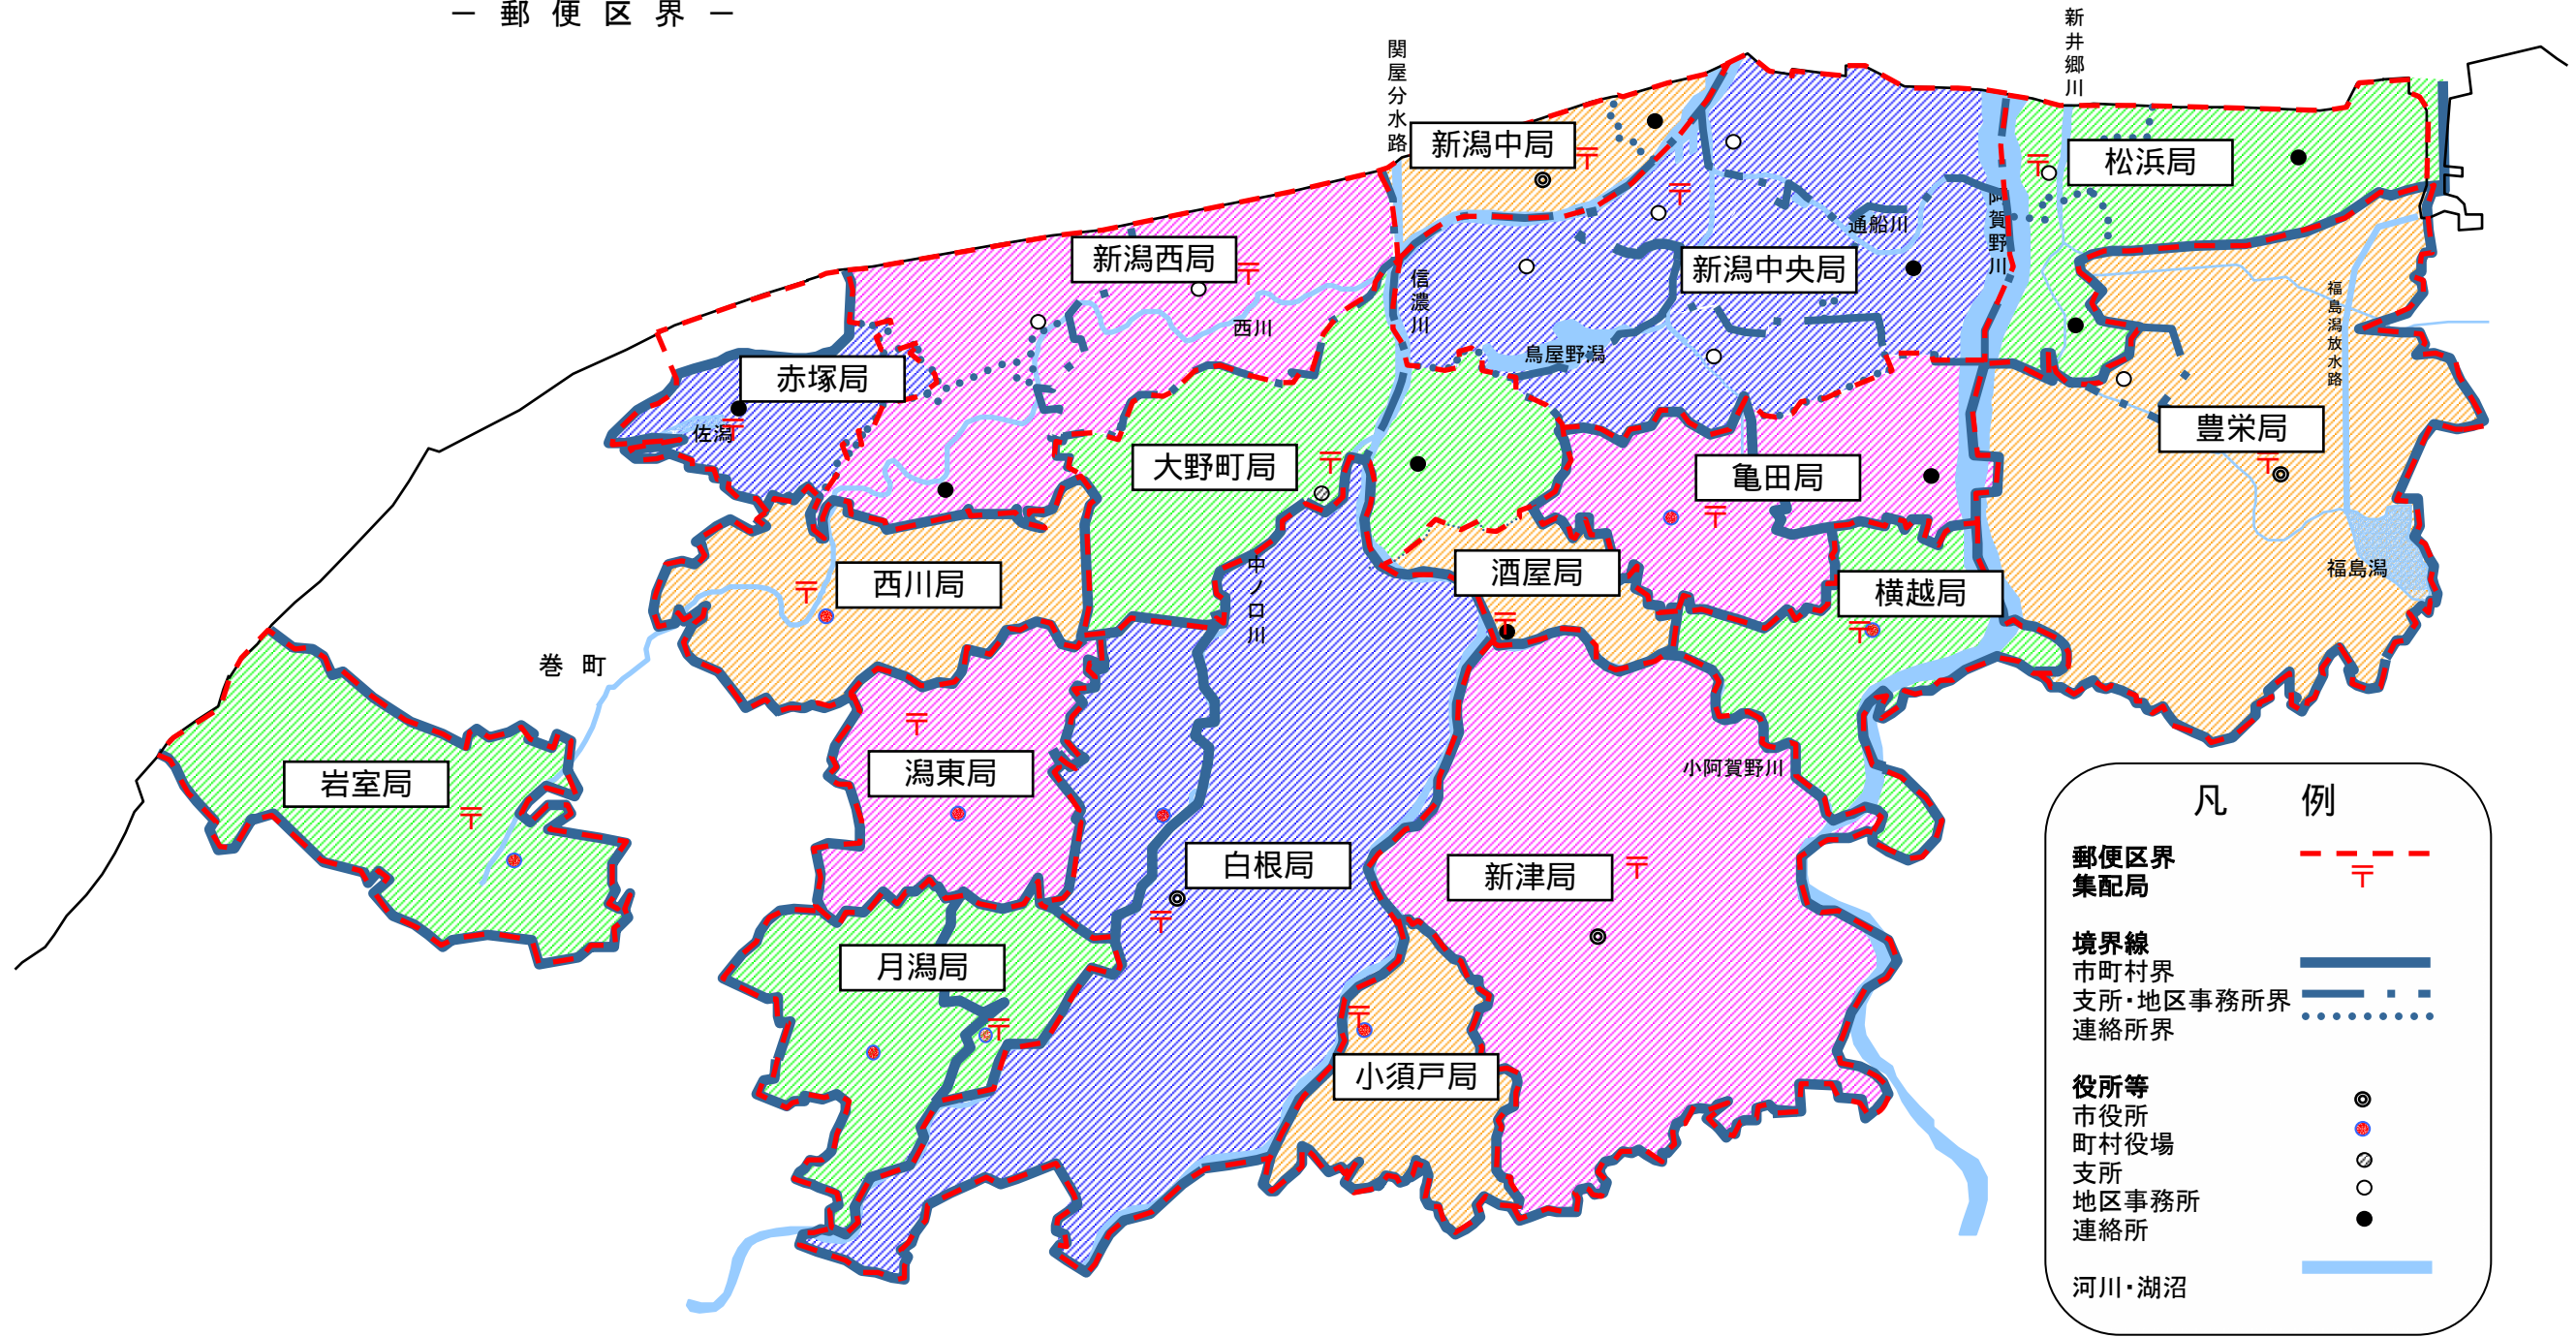 － 郵 便 区 界 －
新井郷川
関屋分水路
新潟中局
松浜局
阿賀野川
通船川
新潟西局
新潟中央局
信濃川
福島潟放水路
西川
鳥屋野潟
赤塚局
佐潟
豊栄局
大野町局
亀田局
中ノ口川
酒屋局
福島潟
西川局
横越局
巻 町
岩室局
潟東局
小阿賀野川
白根局
新津局
月潟局
小須戸局
凡 例
郵便区界
集配局
境界線
市町村界
支所・地区事務所界
連絡所界
役所等
市役所
町村役場
支所
地区事務所
連絡所
河川・湖沼